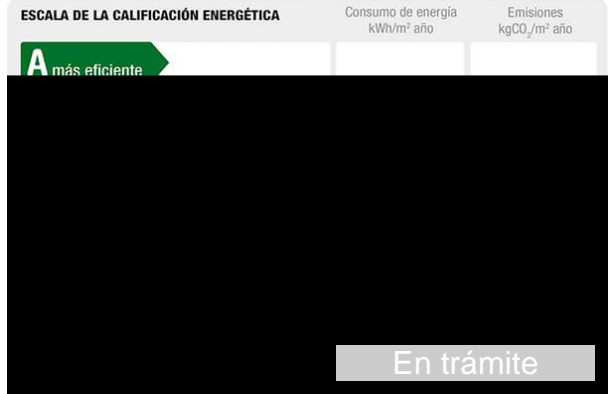 ESCALA DE LA CALIFICACIÓN ENERGÉTICA
Consumo de energía
kWh/m² año
Emisiones
kgCO₂/m² año
A más eficiente
En trámite